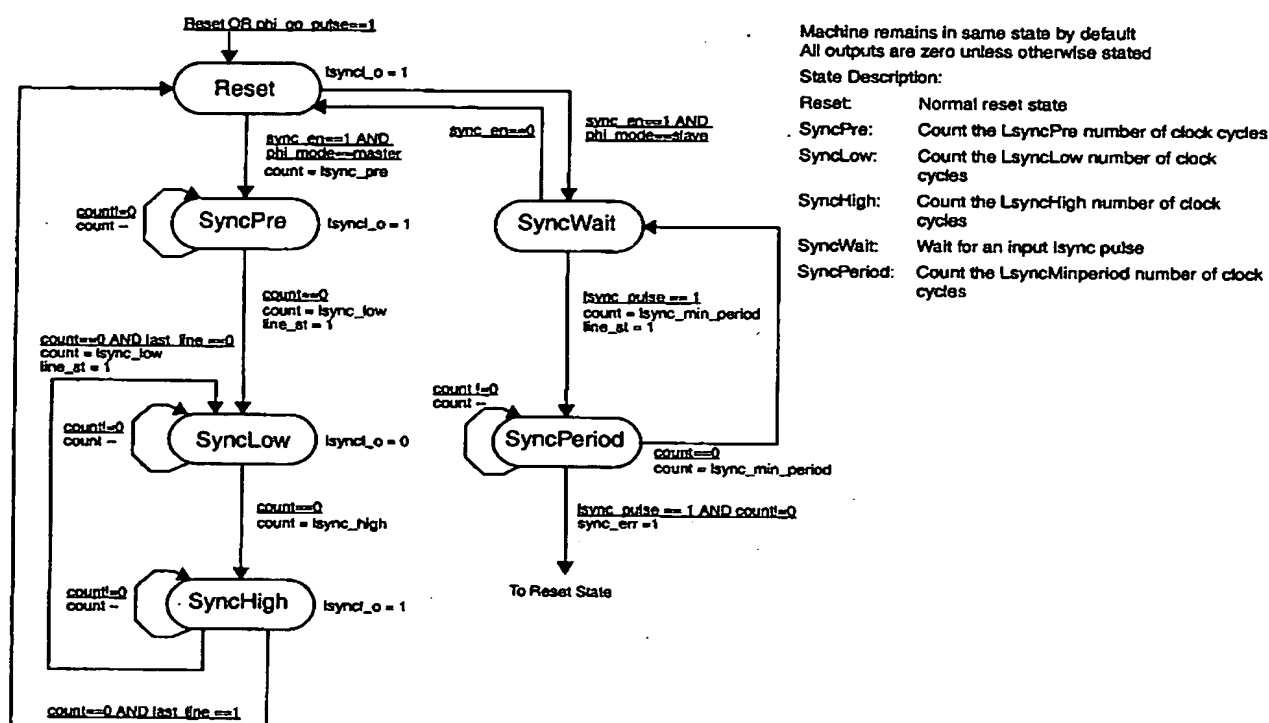 Reset OR phi_go_pulse==1
Reset
lsyncl_o = 1
sync_en==1 AND
phi_mode==master
count = lsync_pre
sync_en==0
sync_en==1 AND
phi_mode==slave
count!=0
count --
SyncPre
lsyncl_o = 1
SyncWait
count==0
count = lsync_low
line_st = 1
lsync_pulse == 1
count = lsync_min_period
line_st = 1
count==0 AND last_line ==0
count = lsync_low
line_st = 1
count!=0
count --
SyncLow
lsyncl_o = 0
count !=0
count --
SyncPeriod
count==0
count = lsync_min_period
count==0
count = lsync_high
lsync_pulse == 1 AND count!=0
sync_err =1
To Reset State
count!=0
count --
SyncHigh
lsyncl_o = 1
count==0 AND last_line ==1
Machine remains in same state by default
All outputs are zero unless otherwise stated
State Description:
Reset: Normal reset state
SyncPre: Count the LsyncPre number of clock cycles
SyncLow: Count the LsyncLow number of clock
cycles
SyncHigh: Count the LsyncHigh number of clock
cycles
SyncWait: Wait for an input lsync pulse
SyncPeriod: Count the LsyncMinperiod number of clock
cycles